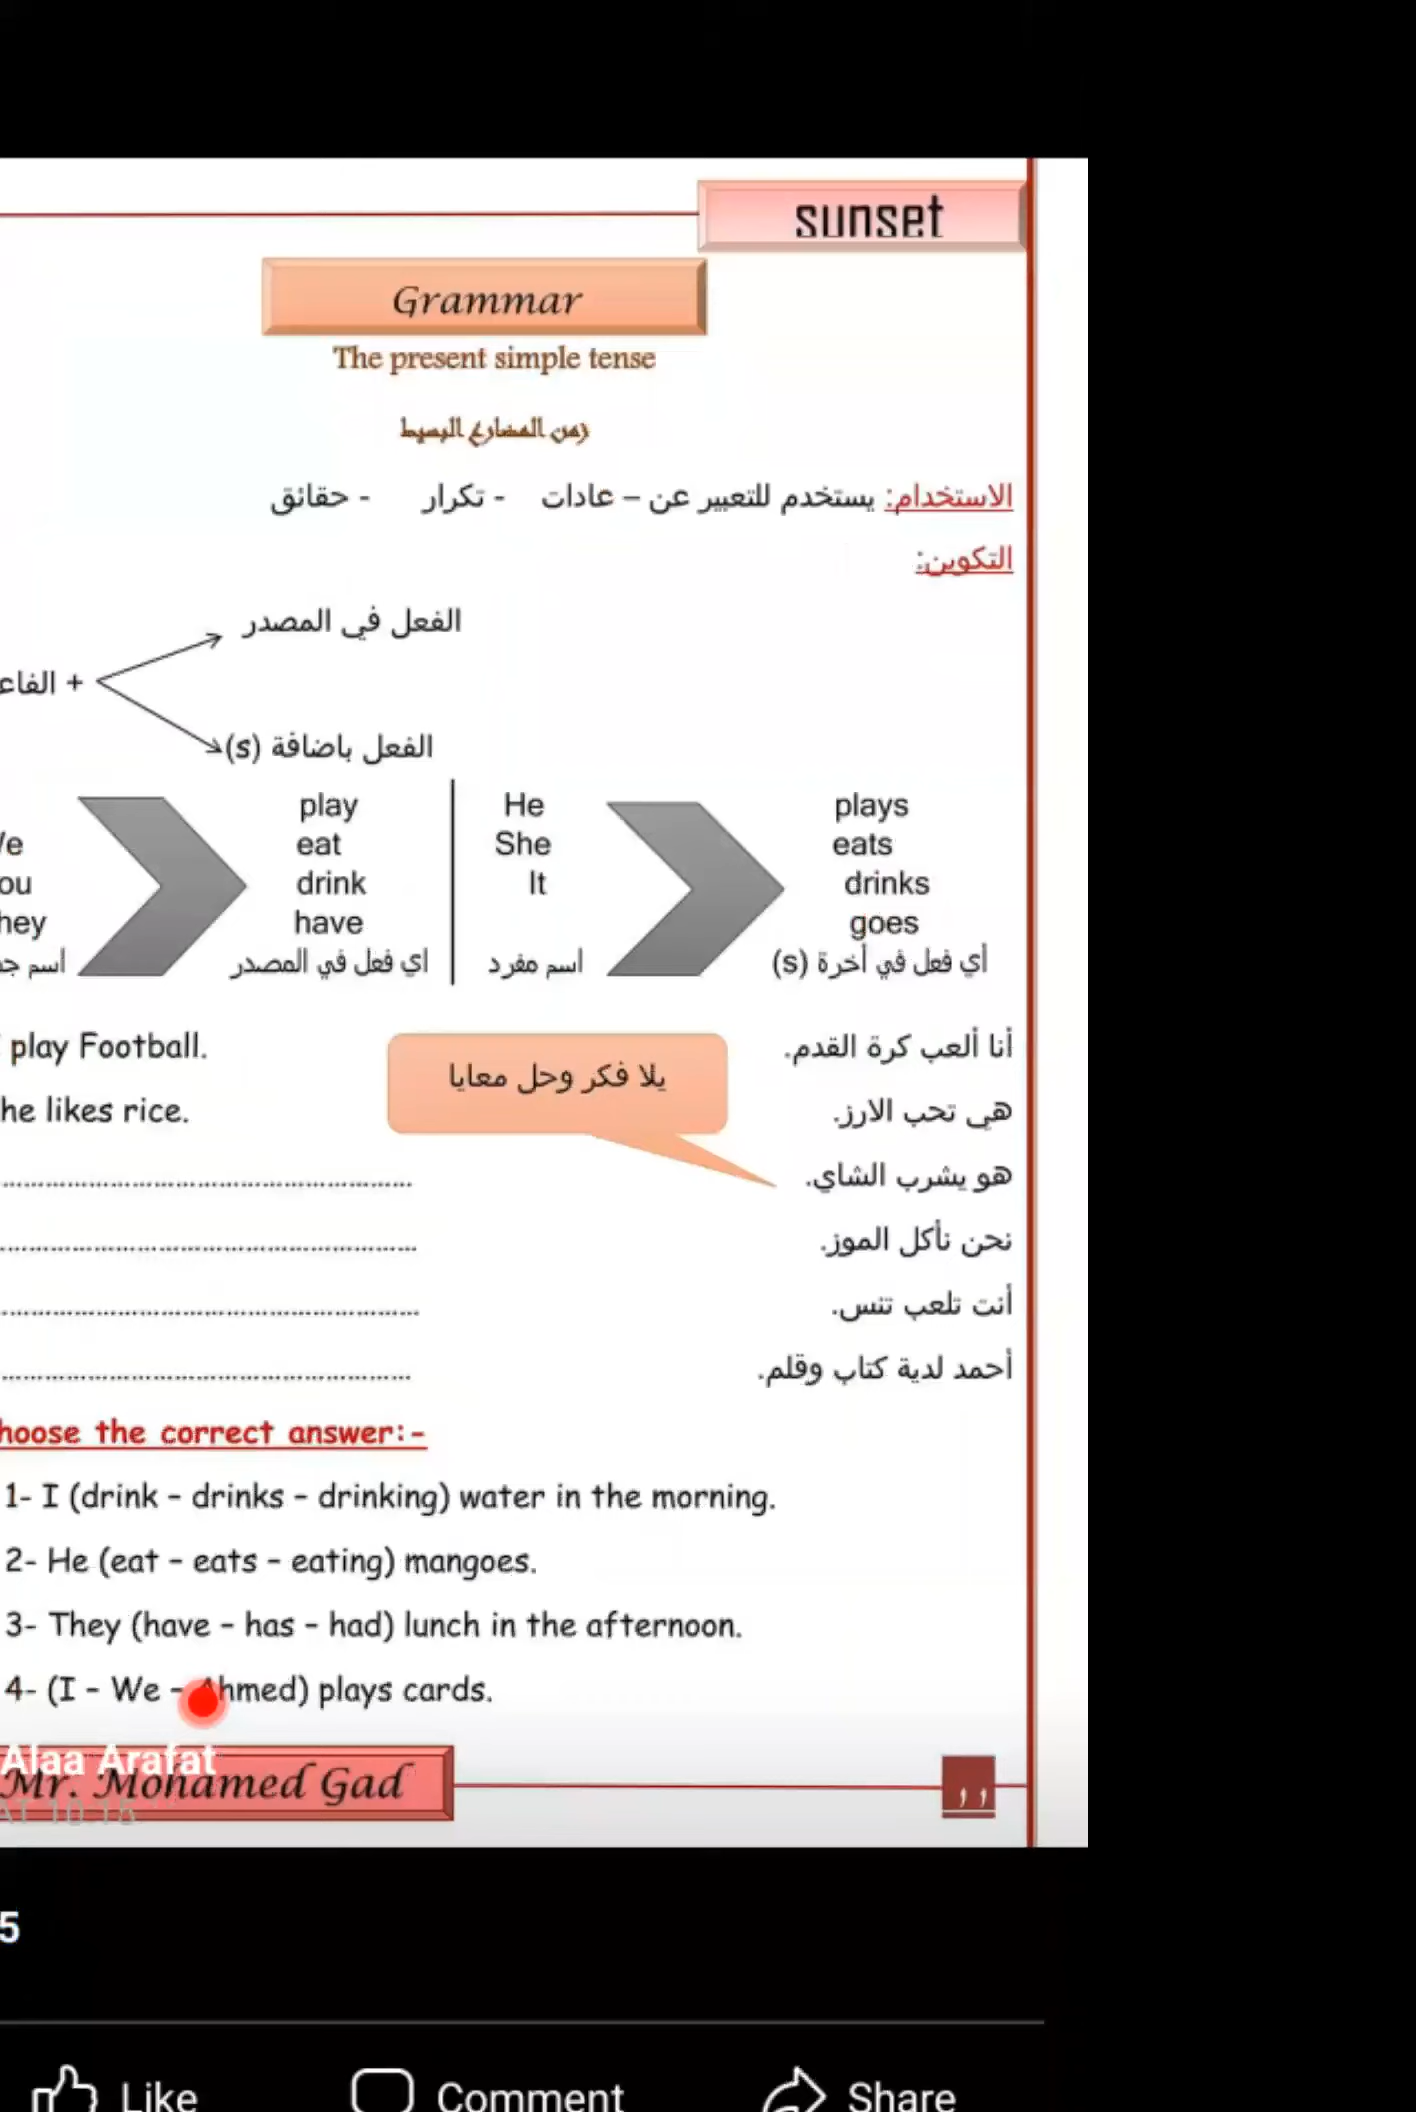 sunset
Grammar
The present simple tense
زمن المضارع البسيط
الاستخدام: يستخدم للتعبير عن – عادات - تكرار - حقائق
التكوين:
الفعل في المصدر
+
الفعل باضافة (s)
play He plays
eat She eats
drink It drinks
have goes
أسم اي فعل في المصدر اسم مفرد أي فعل في أخرة (s)
play Football. أنا ألعب كرة القدم.
يلا فكر وحل معايا
he likes rice. هي تحب الارز.
هو يشرب الشاي.
نحن نأكل الموز.
أنت تلعب تنس.
أحمد لدية كتاب وقلم.
hoose the correct answer:-
1- I (drink – drinks – drinking) water in the morning.
2- He (eat – eats – eating) mangoes.
3- They (have – has – had) lunch in the afternoon.
4- (I – We – Ahmed) plays cards.
Alaa Arafat
Mr. Mohamed Gad
AT 10:15
5
Like Comment Share